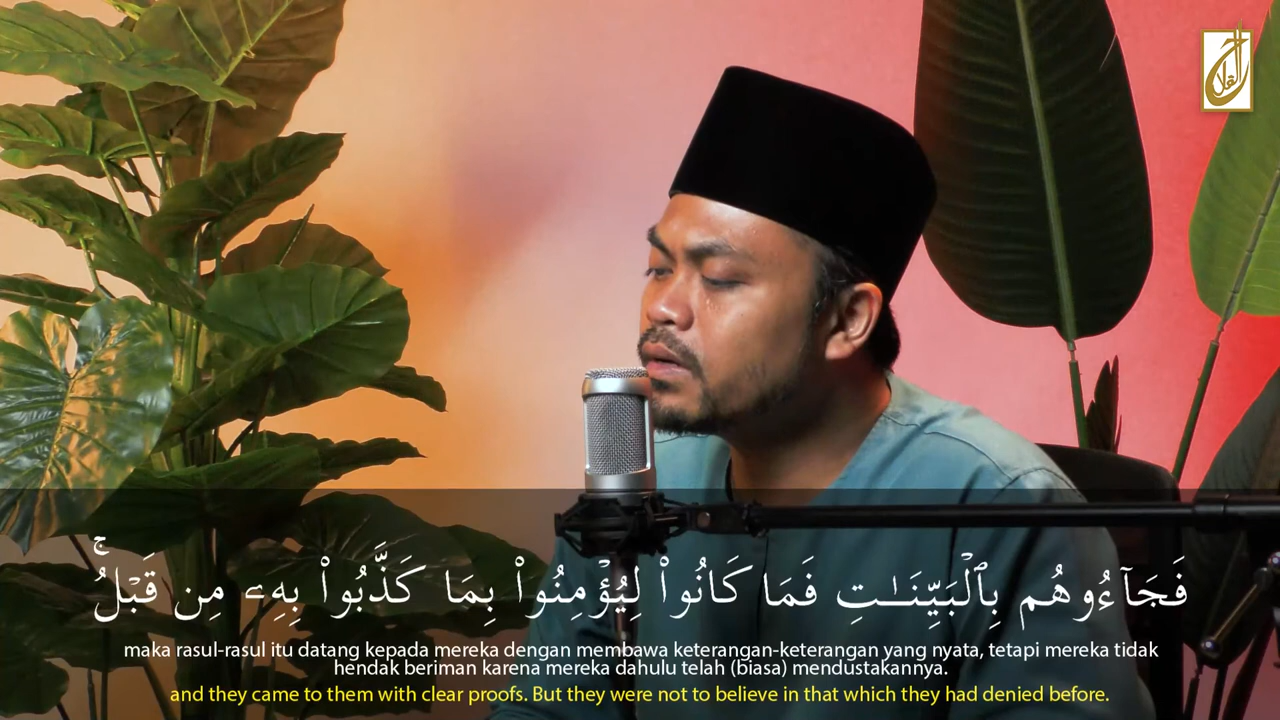 فَجَآءُوهُم بِٱلْبَيِّنَـٰتِ فَمَا كَانُوا۟ لِيُؤْمِنُوا۟ بِمَا كَذَّبُوا۟ بِهِۦ مِن قَبْلُ ۚ
maka rasul-rasul itu datang kepada mereka dengan membawa keterangan-keterangan yang nyata, tetapi mereka tidak
hendak beriman karena mereka dahulu telah (biasa) mendustakannya.
and they came to them with clear proofs. But they were not to believe in that which they had denied before.